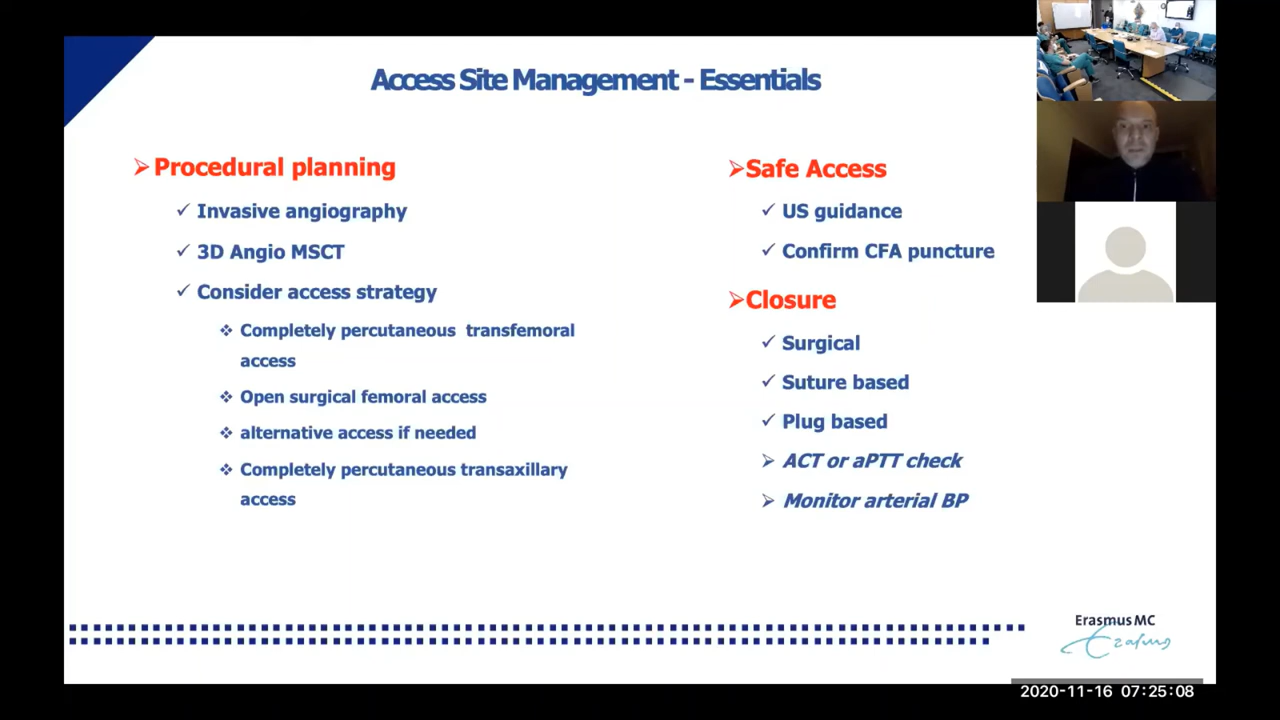 Access Site Management - Essentials
Procedural planning
Invasive angiography
3D Angio MSCT
Consider access strategy
Completely percutaneous transfemoral
access
Open surgical femoral access
alternative access if needed
Completely percutaneous transaxillary
access
Safe Access
US guidance
Confirm CFA puncture
Closure
Surgical
Suture based
Plug based
ACT or aPTT check
Monitor arterial BP
Erasmus MC
Erasmus
2020-11-16 07:25:08